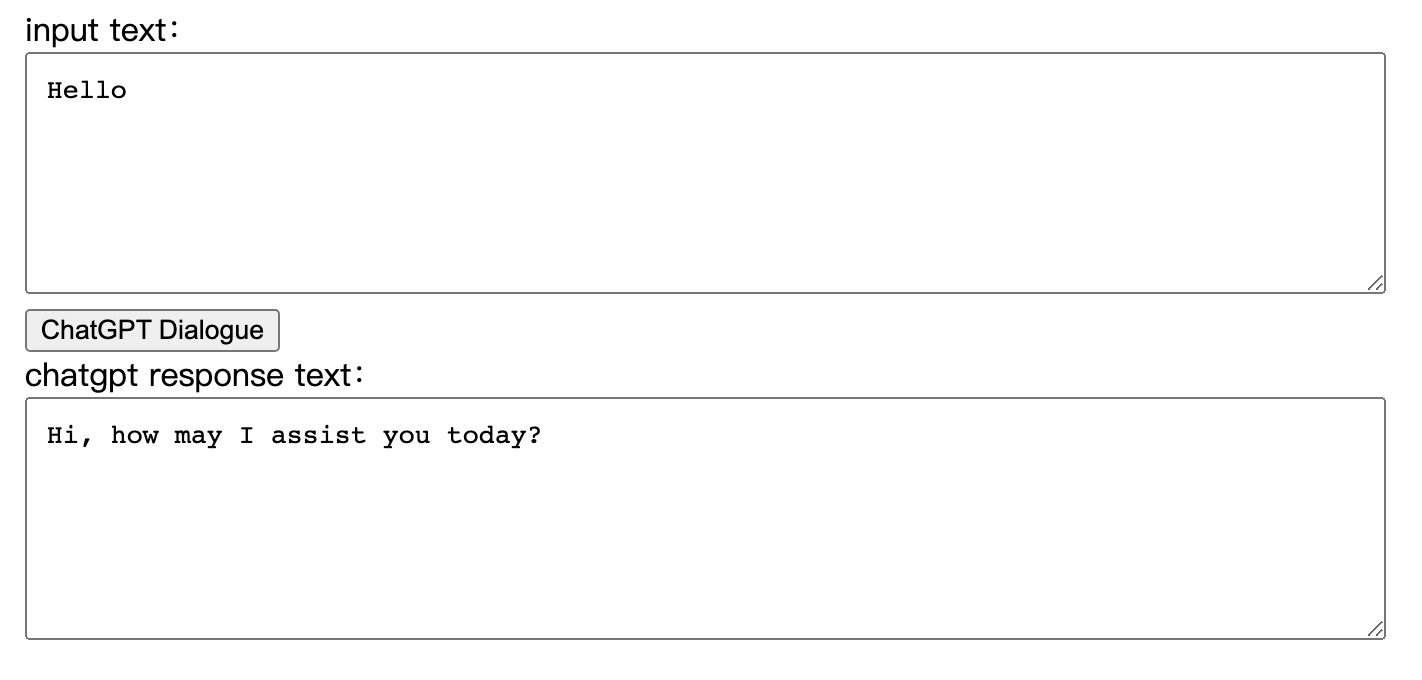 input text：
Hello
ChatGPT Dialogue
chatgpt response text：
Hi, how may I assist you today?